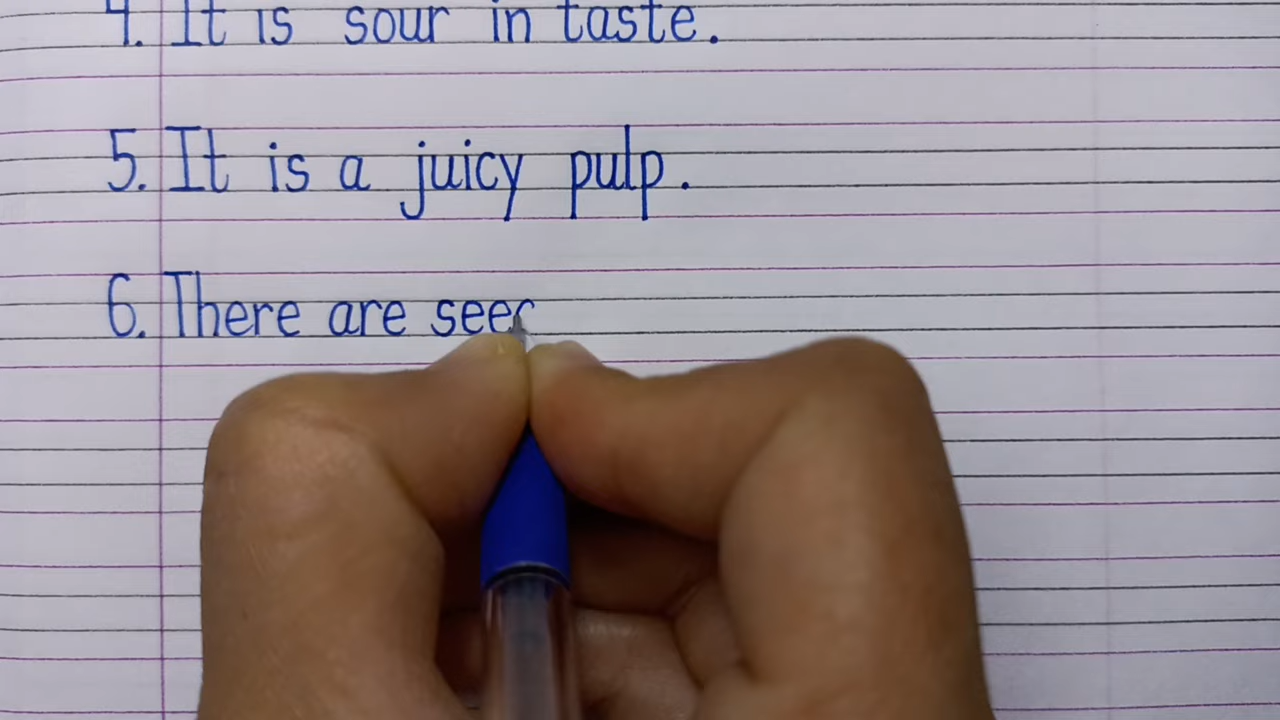 4. It is sour in taste.
5. It is a juicy pulp.
6. There are see